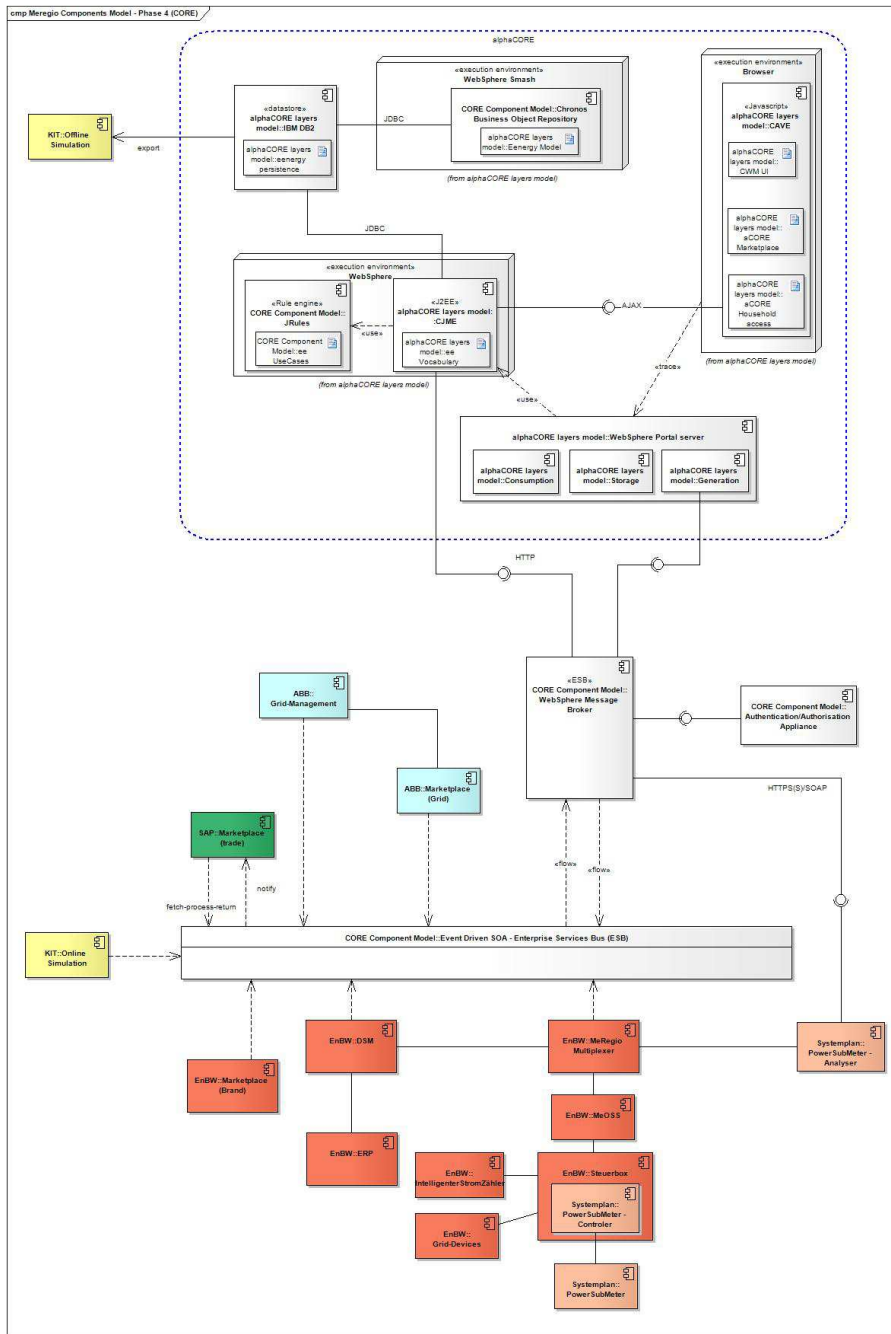 cmp Meregio Components Model - Phase 4 (CORE)
alphaCORE
«execution environment»
WebSphere Smash
CORE Component Model::Chronos
Business Object Repository
alphaCORE layers
model::Eenergy Model
(from alphaCORE layers model)
«execution environment»
Browser
«Javascript»
alphaCORE layers
model::CAVE
alphaCORE
layers model::
CWM UI
alphaCORE
layers model::
aCORE
Marketplace
alphaCORE
layers model::
aCORE
Household
access
(from alphaCORE layers model)
«datastore»
alphaCORE layers
model::IBM DB2
alphaCORE layers
model::eenergy
persistence
JDBC
KIT::Offline
Simulation
export
JDBC
«execution environment»
WebSphere
«Rule engine»
CORE Component Model::
JRules
CORE Component
Model::ee
UseCases
«use»
«J2EE»
alphaCORE layers model:
:CJME
alphaCORE layers
model::ee
Vocabulary
(from alphaCORE layers model)
AJAX
«trace»
«use»
alphaCORE layers model::WebSphere Portal server
alphaCORE layers
model::Consumption
alphaCORE layers
model::Storage
alphaCORE layers
model::Generation
HTTP
«ESB»
CORE Component Model::
WebSphere Message
Broker
CORE Component Model::
Authentication/Authorisation
Appliance
HTTPS(S)/SOAP
ABB::
Grid-Management
ABB::Marketplace
(Grid)
SAP::Marketplace
(trade)
fetch-process-return
notify
«flow»
«flow»
CORE Component Model::Event Driven SOA - Enterprise Services Bus (ESB)
KIT::Online
Simulation
EnBW::Marketplace
(Brand)
EnBW::DSM
EnBW::MeRegio
Multiplexer
Systemplan::
PowerSubMeter -
Analyser
EnBW::ERP
EnBW::MeOSS
EnBW::
IntelligenterStromZähler
EnBW::Steuerbox
Systemplan::
PowerSubMeter -
Controler
EnBW::
Grid-Devices
Systemplan::
PowerSubMeter